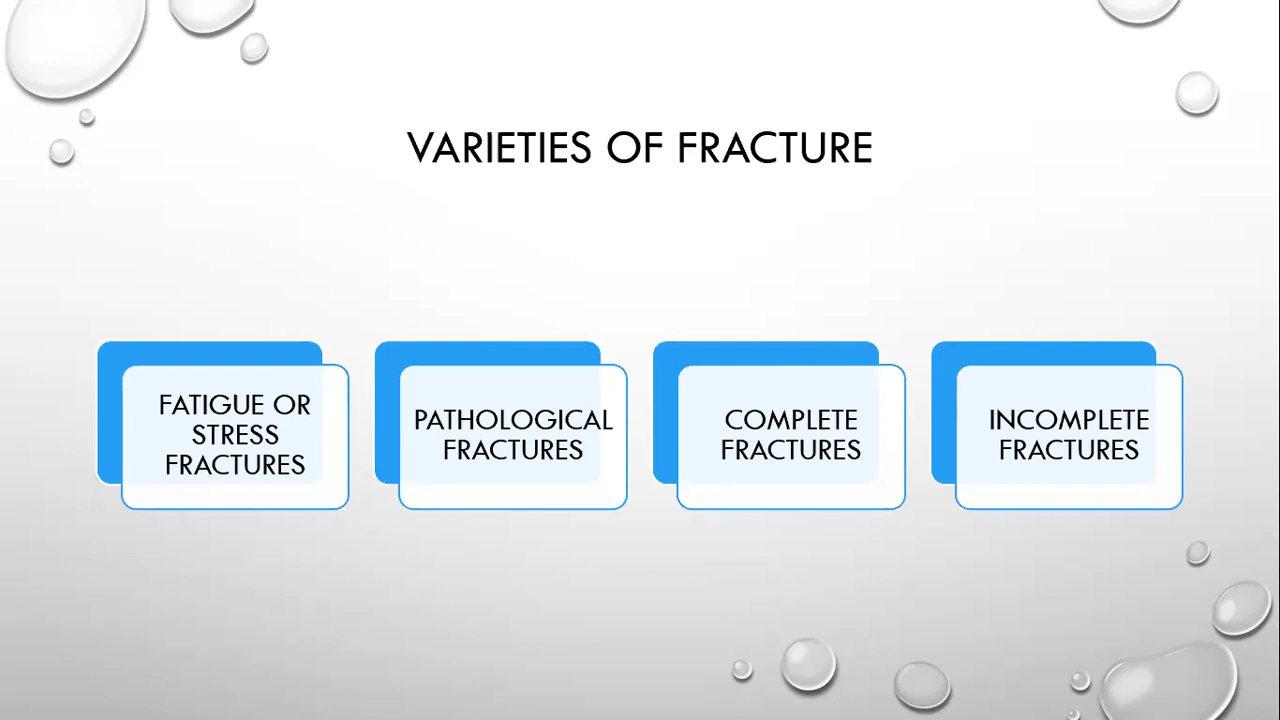 VARIETIES OF FRACTURE
FATIGUE OR
STRESS
FRACTURES
PATHOLOGICAL
FRACTURES
COMPLETE
FRACTURES
INCOMPLETE
FRACTURES